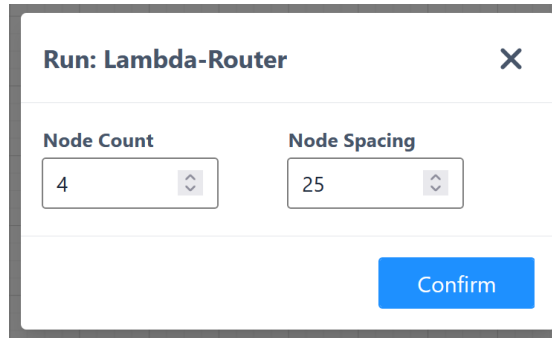 Run: Lambda-Router
Node Count
Node Spacing
4
25
Confirm